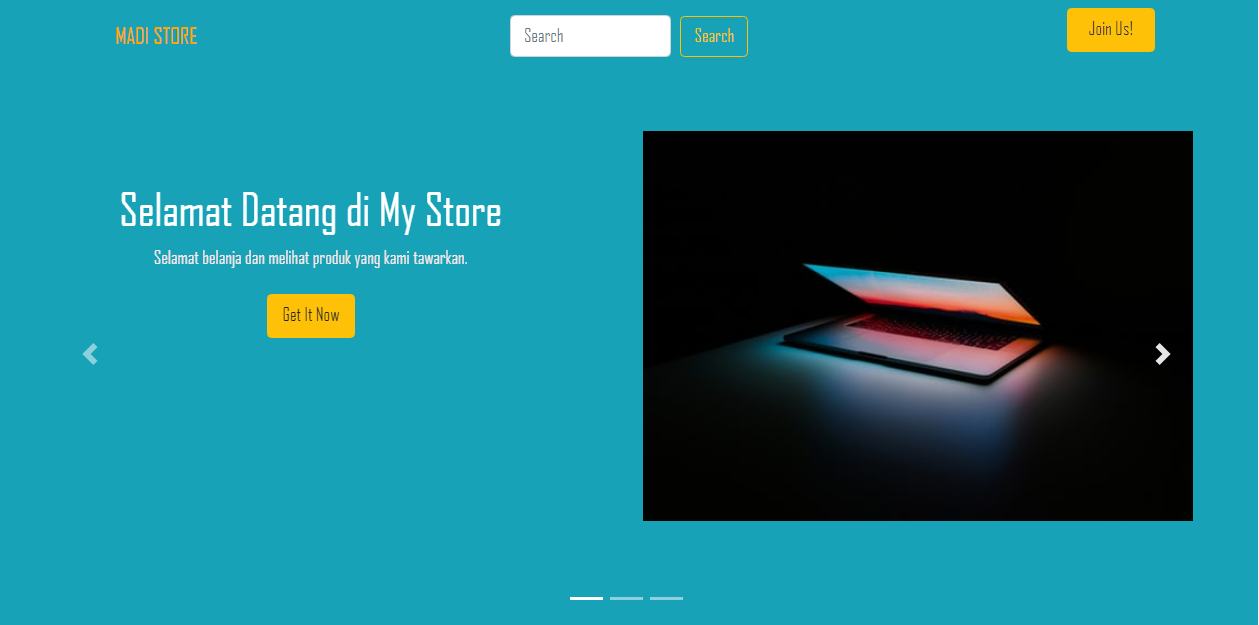 MADI STORE
Search
Search
Join Us!
Selamat Datang di My Store
Selamat belanja dan melihat produk yang kami tawarkan.
Get It Now